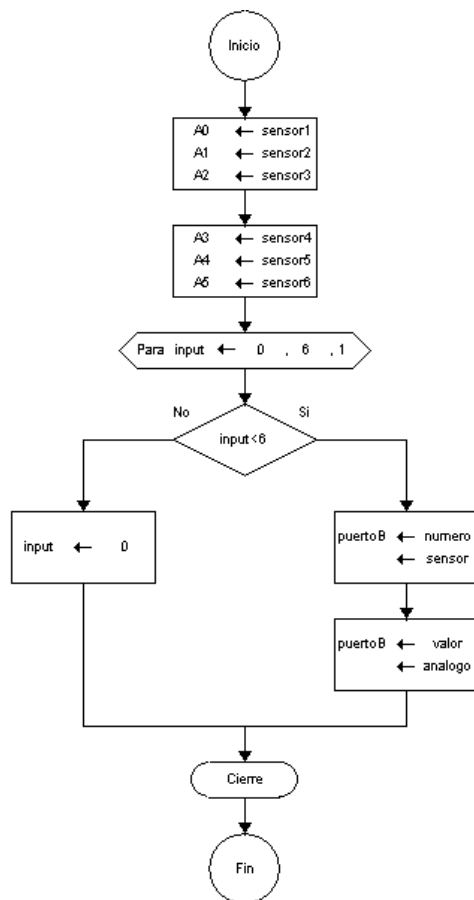 Inicio
A0 ← sensor1
A1 ← sensor2
A2 ← sensor3
A3 ← sensor4
A4 ← sensor5
A5 ← sensor6
Para input ← 0 , 6 ,1
No Si
input<6
input ← 0
puertoB ← numero
← sensor
puertoB ← valor
← analogo
Cierre
Fin